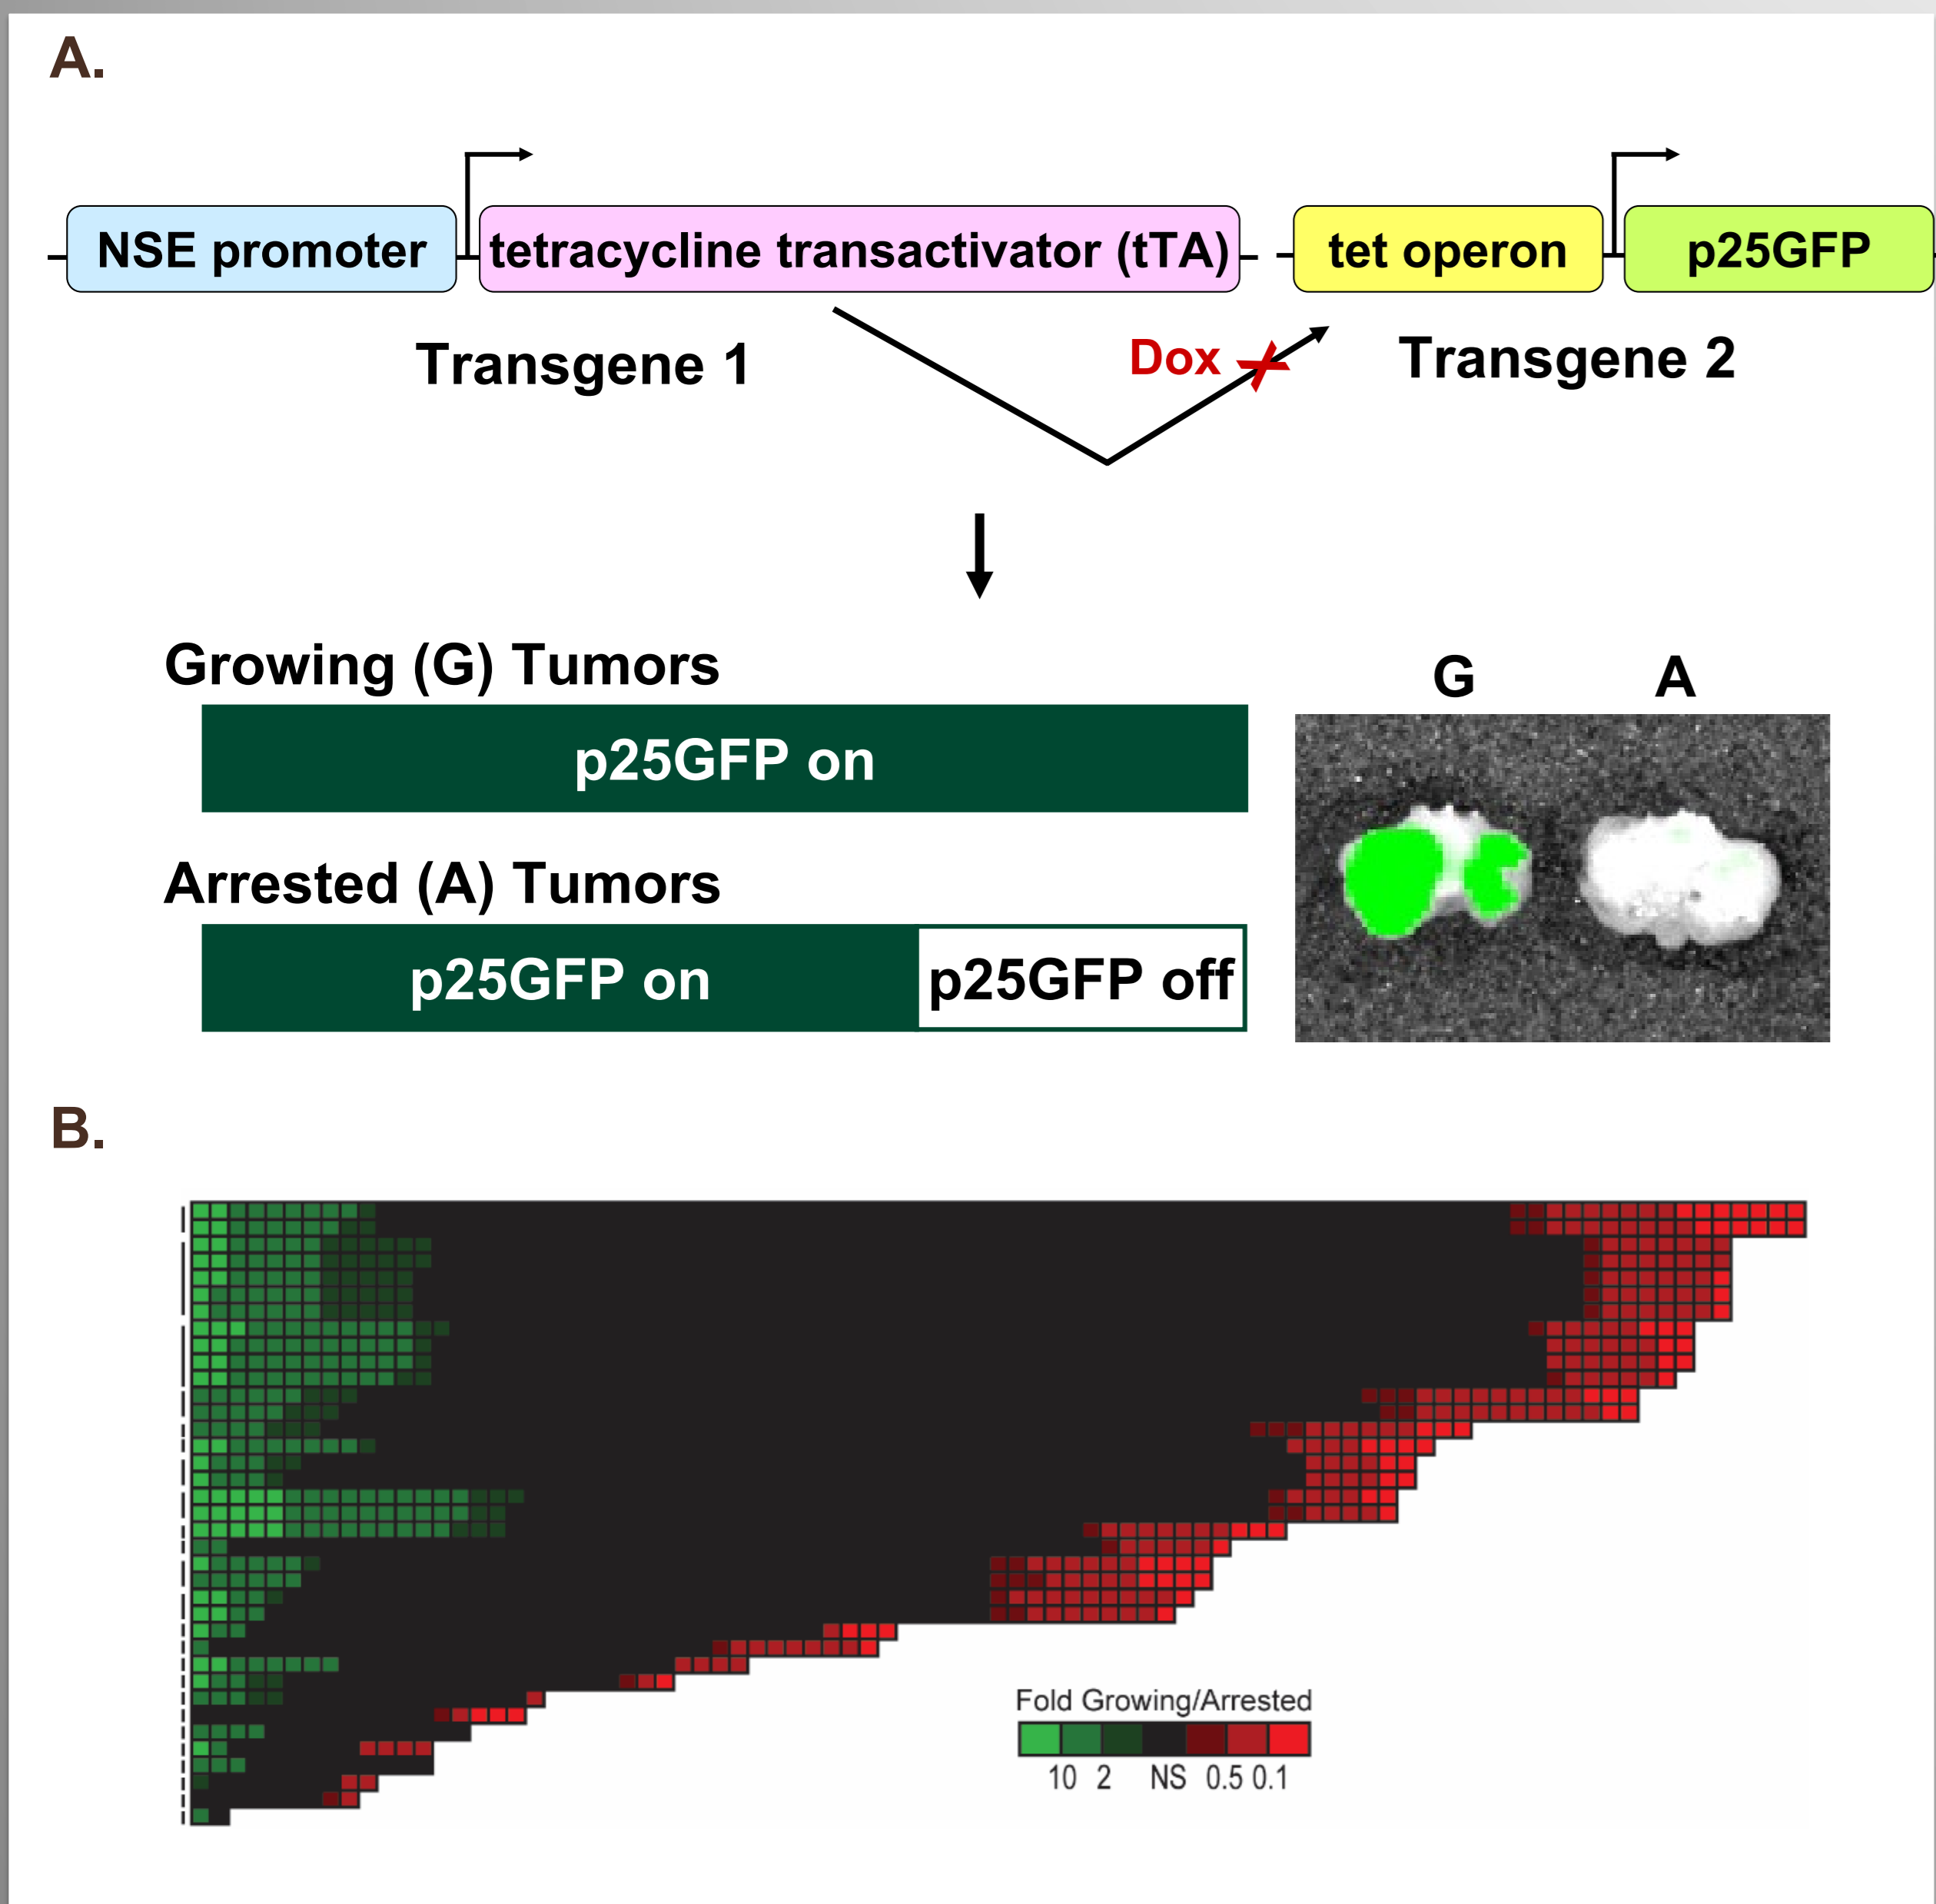 A.
NSE promoter tetracycline transactivator (tTA) tet operon p25GFP
Transgene 1 Dox Transgene 2
Growing (G) Tumors
p25GFP on
G A
Arrested (A) Tumors
p25GFP on p25GFP off
B.
Fold Growing/Arrested
10 2 NS 0.5 0.1